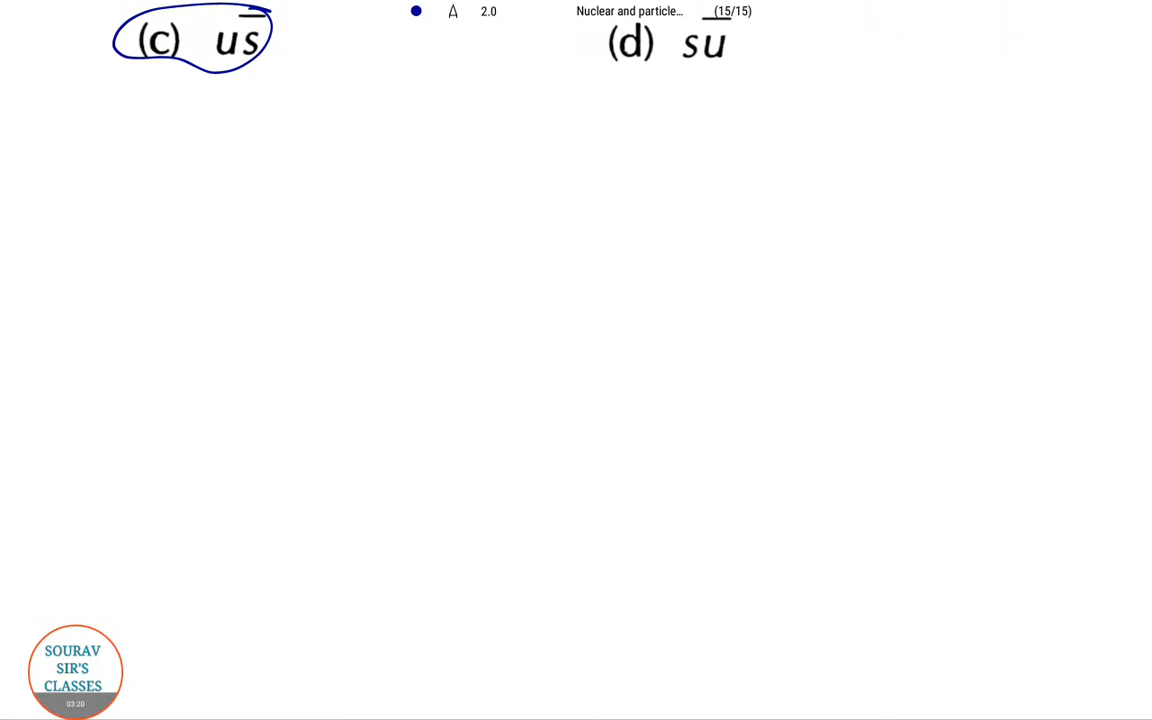 2.0 Nuclear and particle... (15/15)
(c) us̅ (d) su̅
SOURAV
SIR'S
CLASSES
03:20